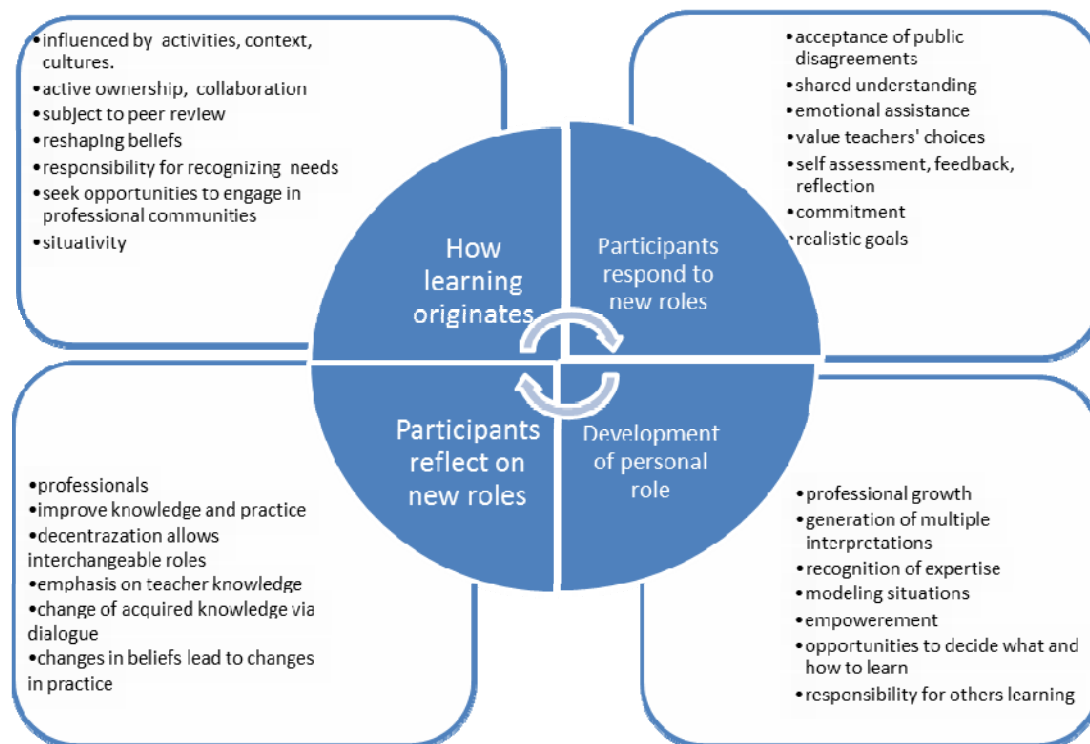 •influenced by activities, context,
cultures.
•active ownership, collaboration
•subject to peer review
•reshaping beliefs
•responsibility for recognizing needs
•seek opportunities to engage in
professional communities
•situativity
•acceptance of public
disagreements
•shared understanding
•emotional assistance
•value teachers' choices
•self assessment, feedback,
reflection
•commitment
•realistic goals
How
learning
originates
Participants
respond to
new roles
Participants
reflect on
new roles
Development
of personal
role
•professionals
•improve knowledge and practice
•decentrazation allows
interchangeable roles
•emphasis on teacher knowledge
•change of acquired knowledge via
dialogue
•changes in beliefs lead to changes
in practice
•professional growth
•generation of multiple
interpretations
•recognition of expertise
•modeling situations
•empowerement
•opportunities to decide what and
how to learn
•responsibility for others learning